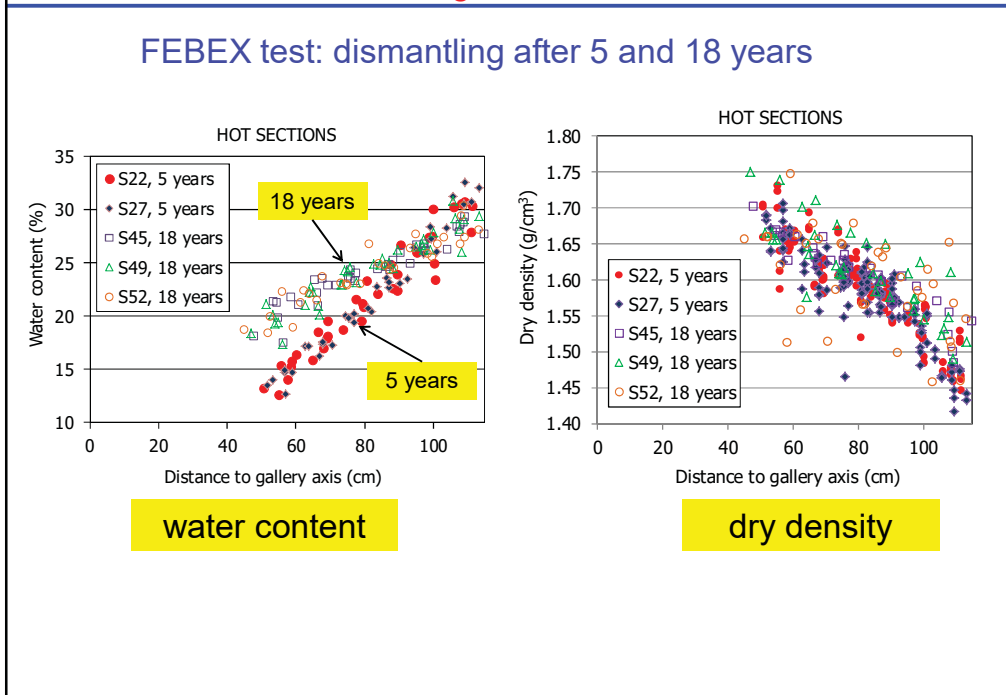 FEBEX test: dismantling after 5 and 18 years
HOT SECTIONS
Water content (%)
35
30
25
20
15
10
S22, 5 years
S27, 5 years
S45, 18 years
S49, 18 years
S52, 18 years
18 years
5 years
0 20 40 60 80 100
Distance to gallery axis (cm)
water content
HOT SECTIONS
Dry density (g/cm³)
1.80
1.75
1.70
1.65
1.60
1.55
1.50
1.45
1.40
S22, 5 years
S27, 5 years
S45, 18 years
S49, 18 years
S52, 18 years
0 20 40 60 80 100
Distance to gallery axis (cm)
dry density